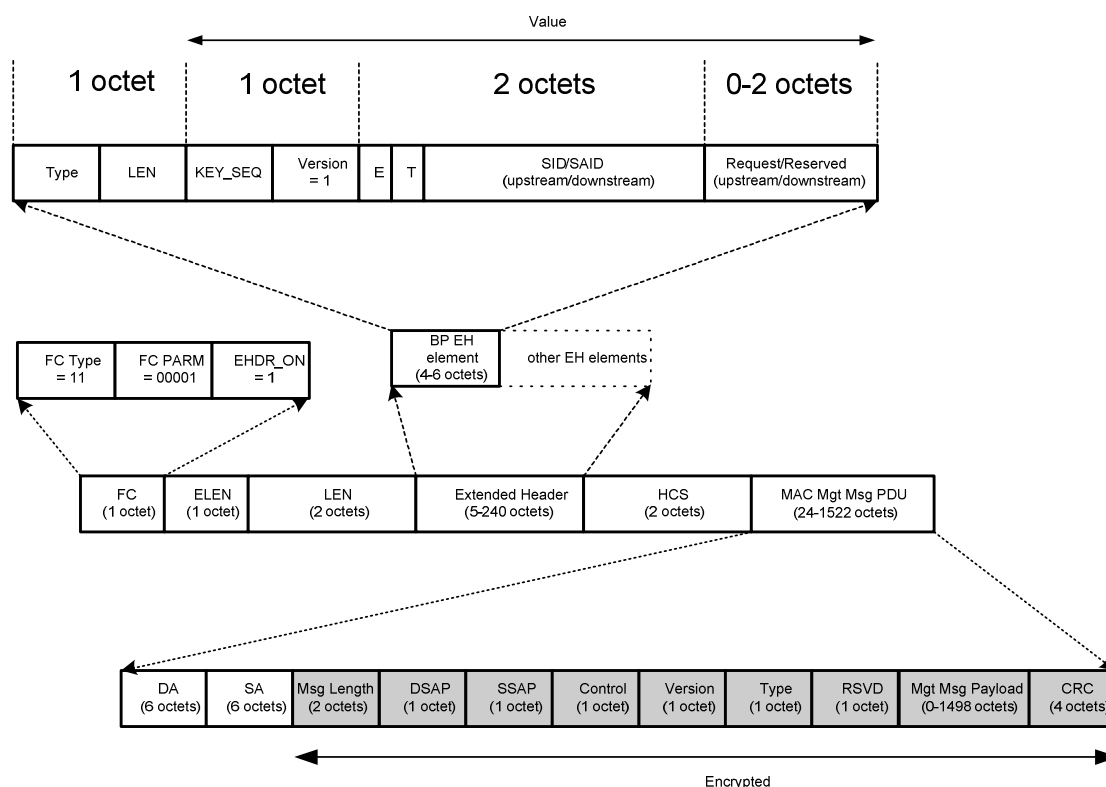 Value
1 octet 1 octet 2 octets 0-2 octets
Type LEN KEY_SEQ Version = 1 E T SID/SAID (upstream/downstream) Request/Reserved (upstream/downstream)
BP EH element (4-6 octets) other EH elements
FC Type = 11 FC PARM = 00001 EHDR_ON = 1
FC (1 octet) ELEN (1 octet) LEN (2 octets) Extended Header (5-240 octets) HCS (2 octets) MAC Mgt Msg PDU (24-1522 octets)
DA (6 octets) SA (6 octets) Msg Length (2 octets) DSAP (1 octet) SSAP (1 octet) Control (1 octet) Version (1 octet) Type (1 octet) RSVD (1 octet) Mgt Msg Payload (0-1498 octets) CRC (4 octets)
Encrypted